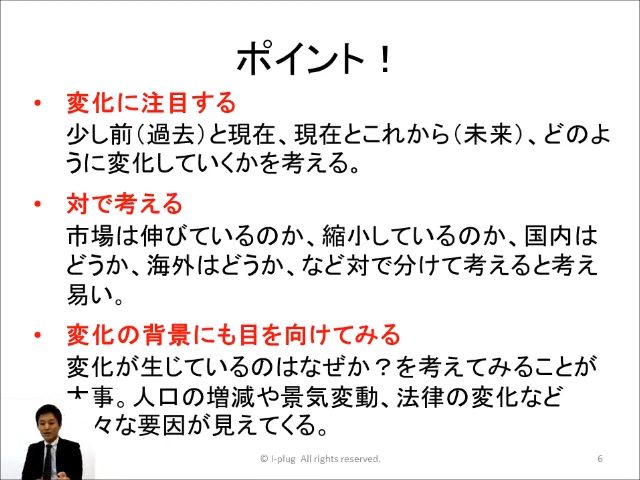 ポイント！
• 変化に注目する
少し前（過去）と現在、現在とこれから（未来）、どのよ
うに変化していくかを考える。
• 対で考える
市場は伸びているのか、縮小しているのか、国内は
どうか、海外はどうか、など対で分けて考えると考え
易い。
• 変化の背景にも目を向けてみる
変化が生じているのはなぜか？を考えてみることが
大事。人口の増減や景気変動、法律の変化など
々な要因が見えてくる。
© i-plug All rights reserved.
6